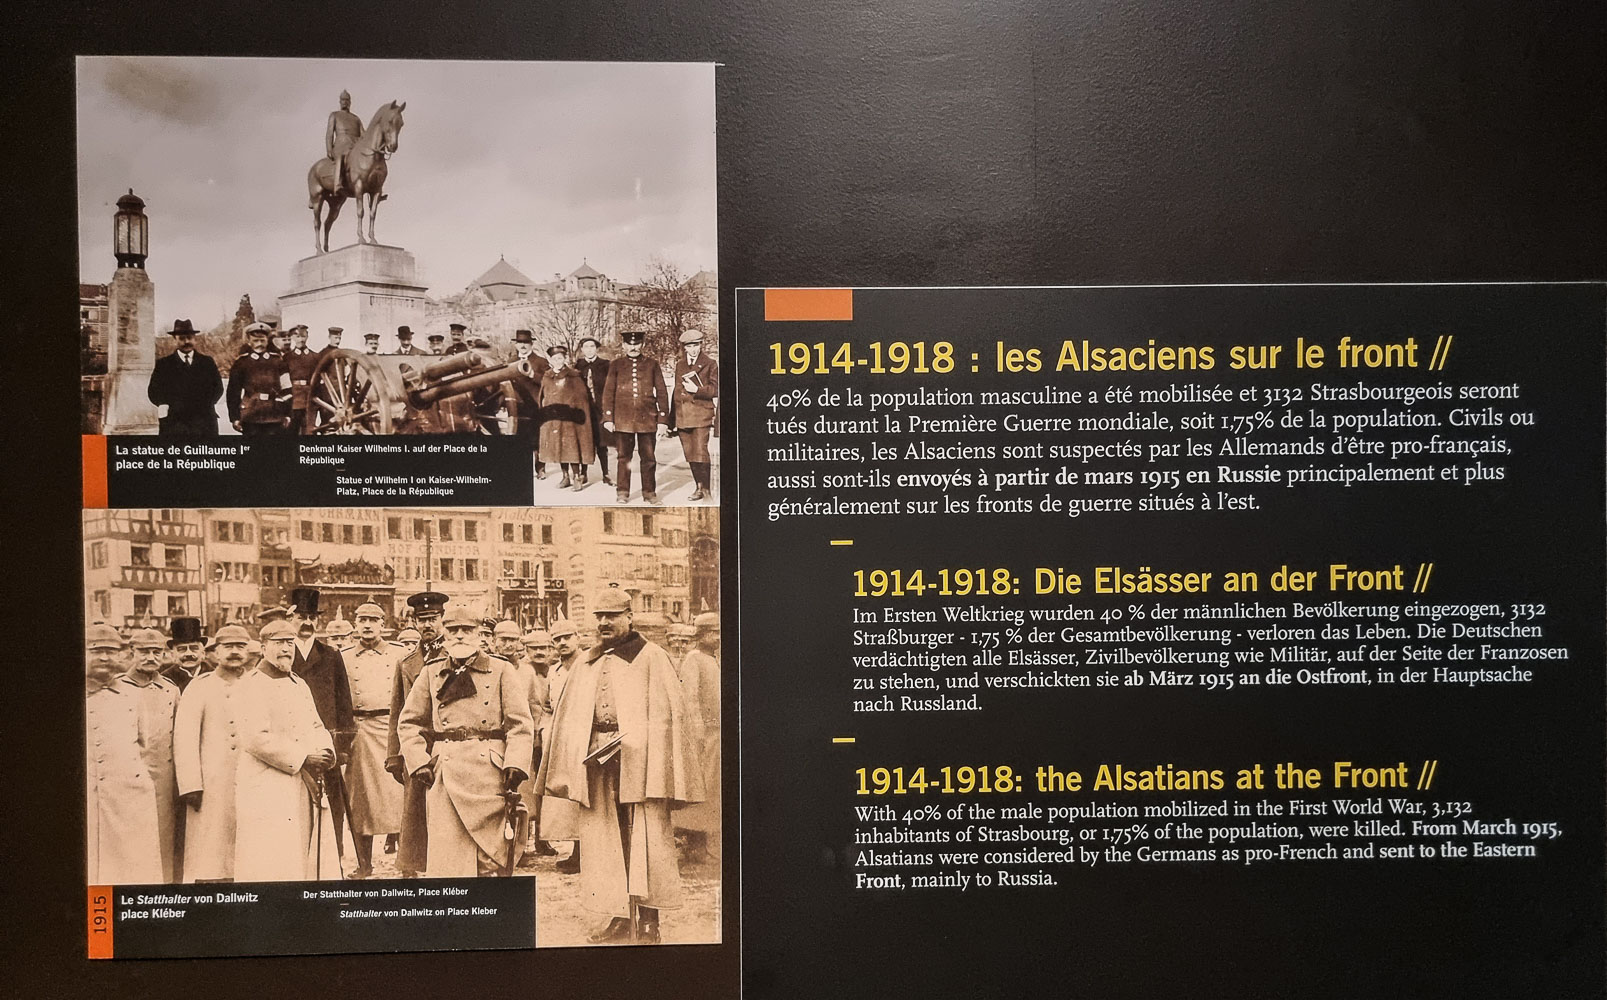 La statue de Guillaume Ier
place de la République
Denkmal Kaiser Wilhelms I. auf der Place de la
République
Statue of Wilhelm I on Kaiser-Wilhelm-
Platz, Place de la République
FUHRMANN
HOF CONDITOR
1915
Le Statthalter von Dallwitz
place Kléber
Der Statthalter von Dallwitz, Place Kléber
Statthalter von Dallwitz on Place Kleber
1914-1918 : les Alsaciens sur le front //
40% de la population masculine a été mobilisée et 3132 Strasbourgeois seront
tués durant la Première Guerre mondiale, soit 1,75% de la population. Civils ou
militaires, les Alsaciens sont suspectés par les Allemands d'être pro-français,
aussi sont-ils envoyés à partir de mars 1915 en Russie principalement et plus
généralement sur les fronts de guerre situés à l'est.
1914-1918: Die Elsässer an der Front //
Im Ersten Weltkrieg wurden 40 % der männlichen Bevölkerung eingezogen, 3132
Straßburger - 1,75 % der Gesamtbevölkerung - verloren das Leben. Die Deutschen
verdächtigten alle Elsässer, Zivilbevölkerung wie Militär, auf der Seite der Franzosen
zu stehen, und verschickten sie ab März 1915 an die Ostfront, in der Hauptsache
nach Russland.
1914-1918: the Alsatians at the Front //
With 40% of the male population mobilized in the First World War, 3,132
inhabitants of Strasbourg, or 1,75% of the population, were killed. From March 1915,
Alsatians were considered by the Germans as pro-French and sent to the Eastern
Front, mainly to Russia.